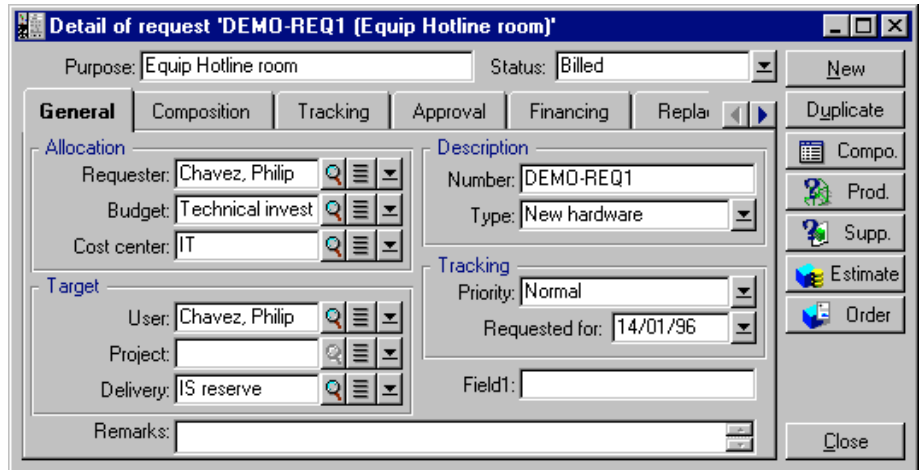 Detail of request 'DEMO-REQ1 (Equip Hotline room)'
Purpose: Equip Hotline room Status: Billed New
General Composition Tracking Approval Financing Replac Duplicate
Allocation Description Compo.
Requester: Chavez, Philip Number: DEMO-REQ1 Prod.
Budget: Technical invest Type: New hardware Supp.
Cost center: IT
Tracking Estimate
Target Priority: Normal
User: Chavez, Philip Requested for: 14/01/96 Order
Project:
Delivery: IS reserve Field1:
Remarks: Close